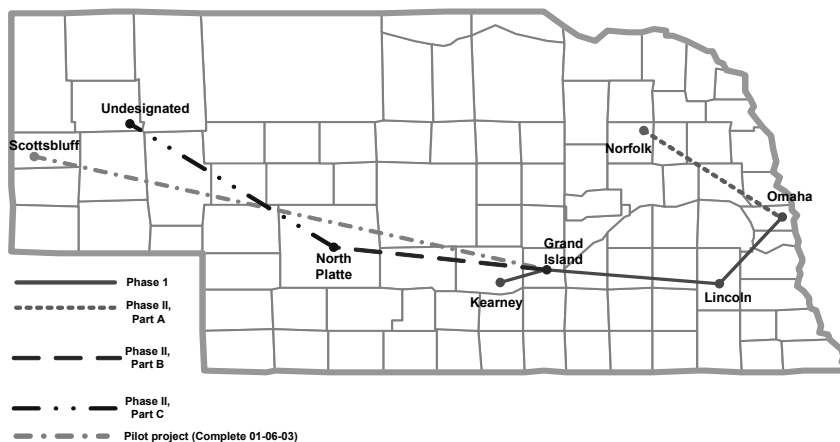 Undesignated
Scottsbluff
Norfolk
Omaha
Grand
Island
North
Platte
Kearney
Lincoln
Phase 1
Phase II,
Part A
Phase II,
Part B
Phase II,
Part C
Pilot project (Complete 01-06-03)